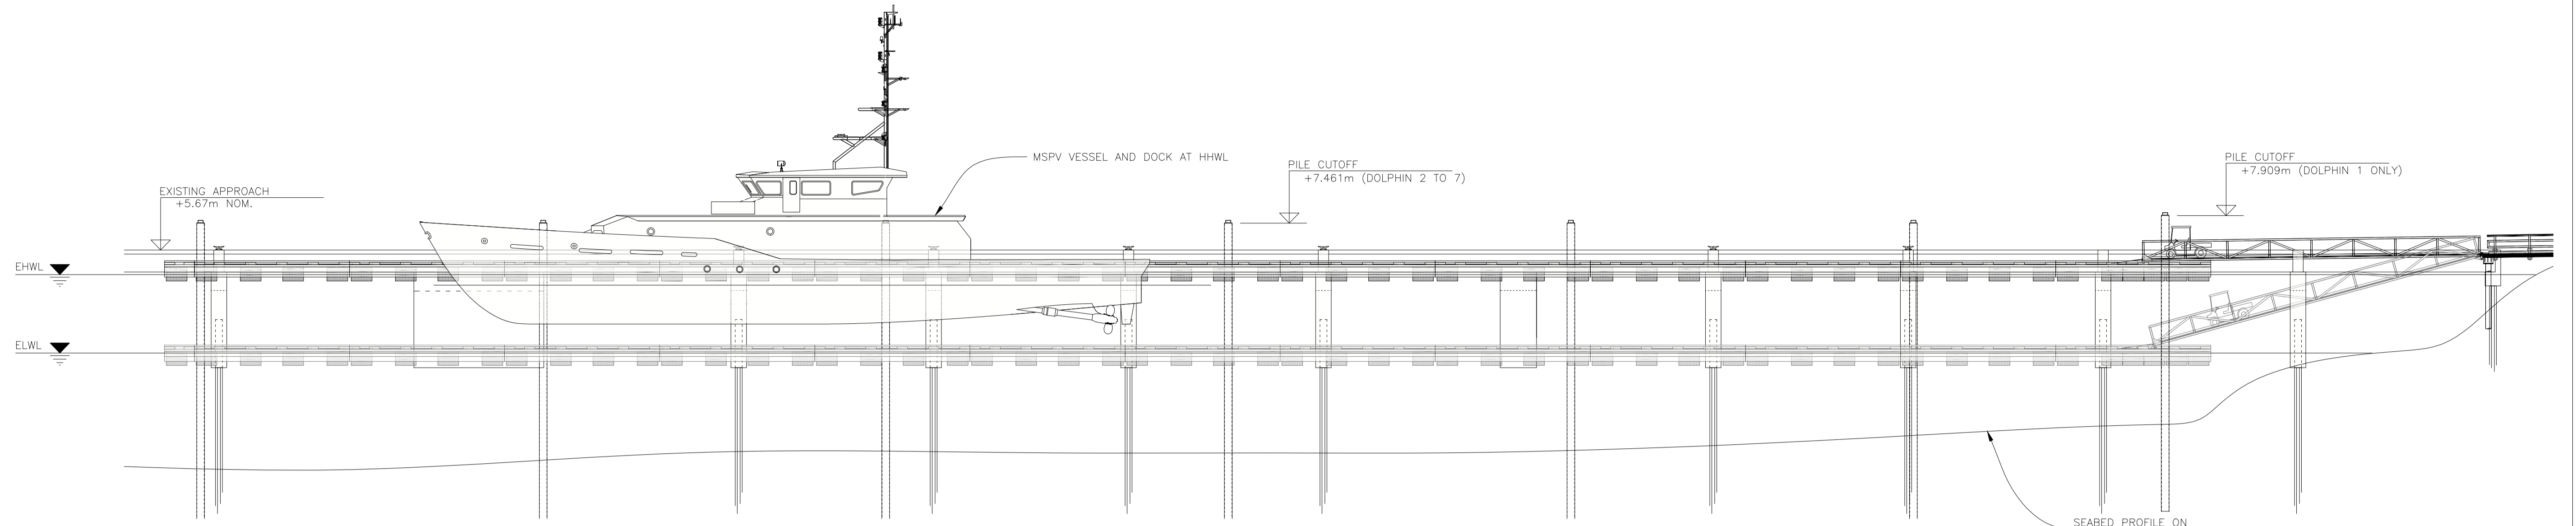 MSPV VESSEL AND DOCK AT HHWL
PILE CUTOFF
+7.461m (DOLPHIN 2 TO 7)
PILE CUTOFF
+7.909m (DOLPHIN 1 ONLY)
EXISTING APPROACH
+5.67m NOM.
EHWL
ELWL
SEABED PROFILE ON